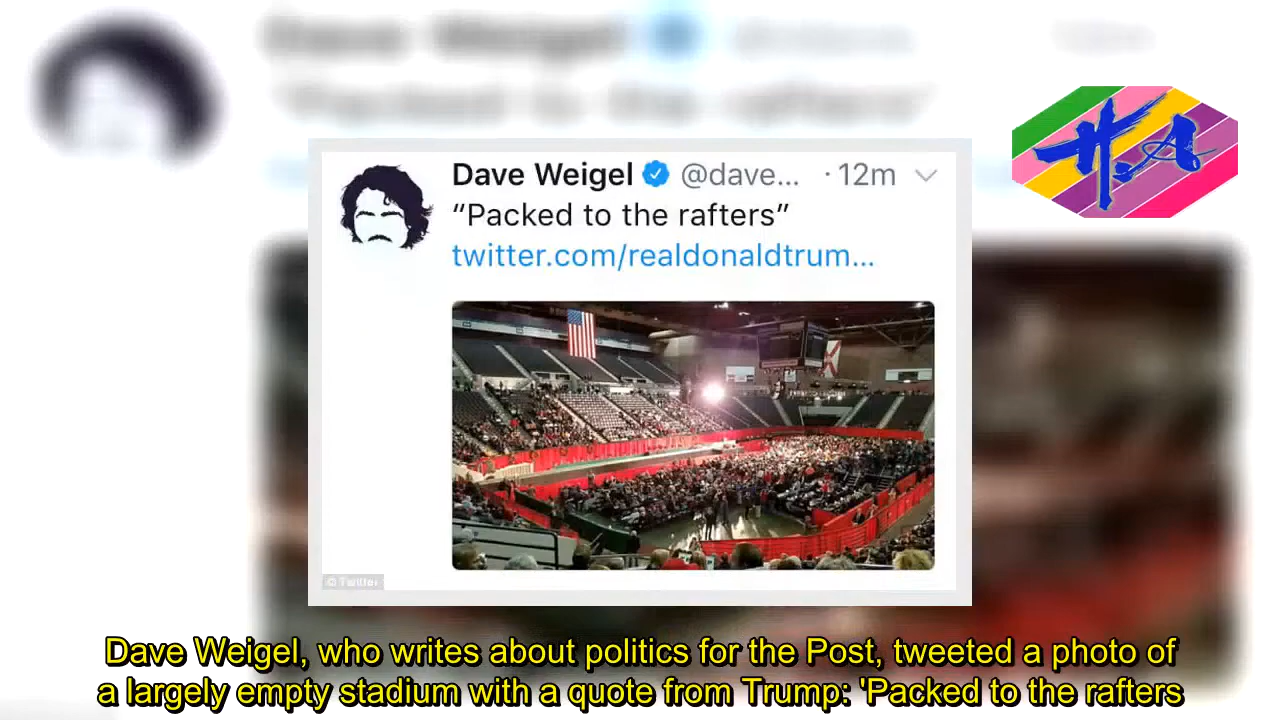 Dave Weigel @dave... · 12m
“Packed to the rafters”
twitter.com/realdonaldtrum...
© Twitter
H.A
Dave Weigel, who writes about politics for the Post, tweeted a photo of
a largely empty stadium with a quote from Trump: 'Packed to the rafters